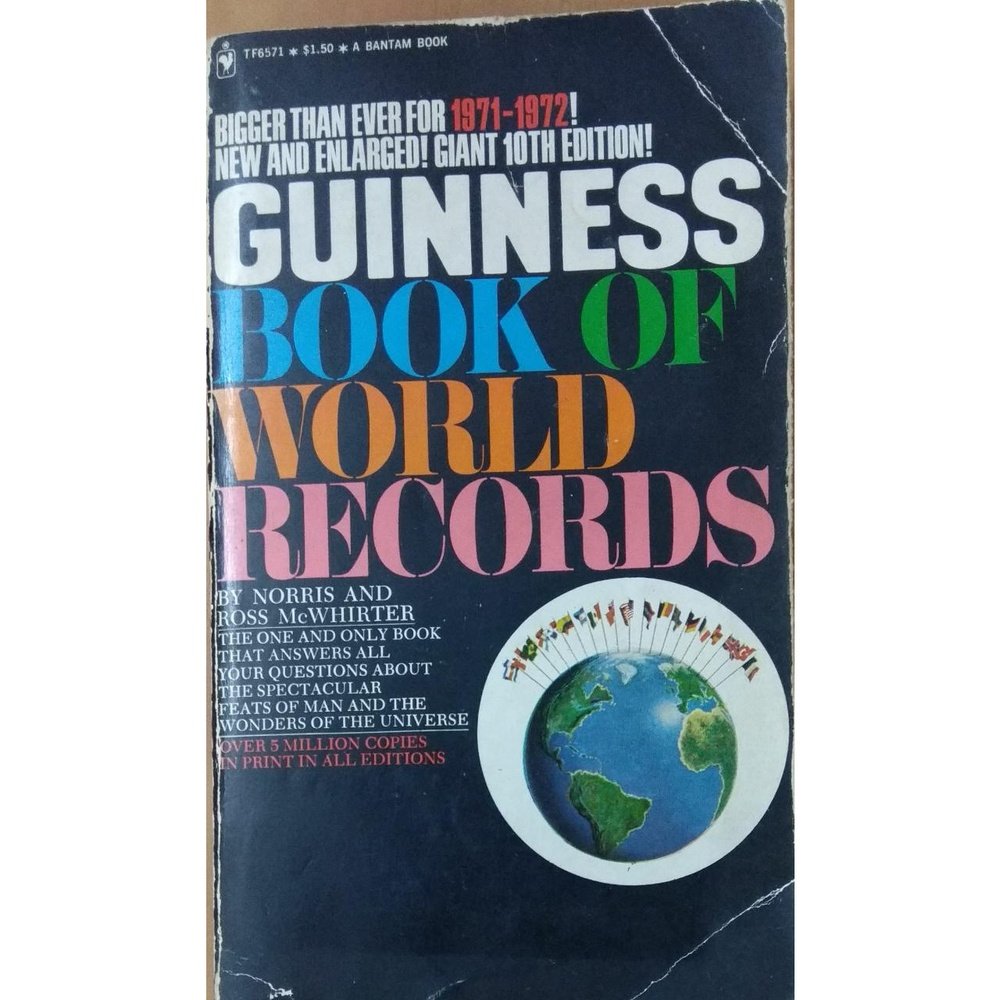 TF6571 * $1.50 * A BANTAM BOOK
BIGGER THAN EVER FOR 1971-1972!
NEW AND ENLARGED! GIANT 10TH EDITION!
GUINNESS
BOOK OF
WORLD
RECORDS
BY NORRIS AND
ROSS McWHIRTER
THE ONE AND ONLY BOOK
THAT ANSWERS ALL
YOUR QUESTIONS ABOUT
THE SPECTACULAR
FEATS OF MAN AND THE
WONDERS OF THE UNIVERSE
OVER 5 MILLION COPIES
IN PRINT IN ALL EDITIONS